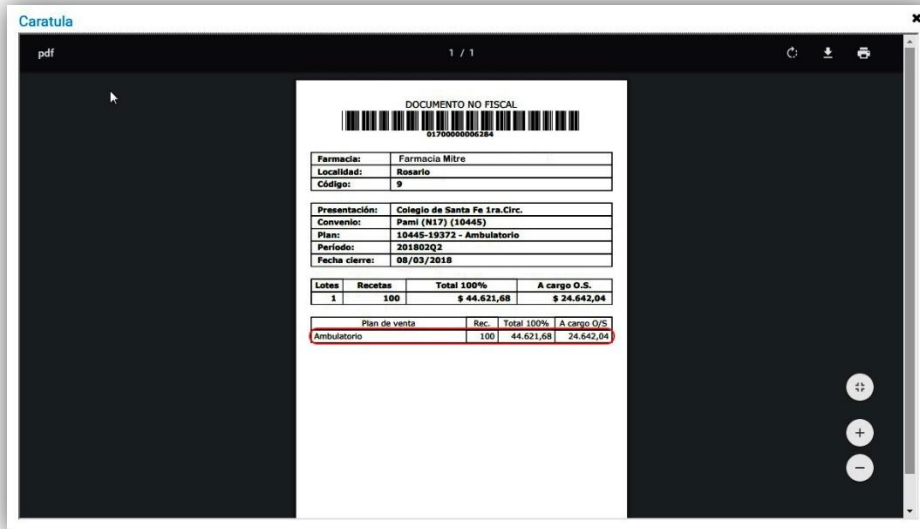 Caratula
pdf 1 / 1
DOCUMENTO NO FISCAL
01700000006284
Farmacia: Farmacia Mitre
Localidad: Rosario
Código: 9
Presentación: Colegio de Santa Fe 1ra.Circ.
Convenio: Pami (N17) (10445)
Plan: 10445-19372 - Ambulatorio
Período: 201802Q2
Fecha cierre: 08/03/2018
Lotes Recetas Total 100% A cargo O.S.
1 100 $ 44.621,68 $ 24.642,04
Plan de venta Rec. Total 100% A cargo O/S
Ambulatorio 100 44.621,68 24.642,04